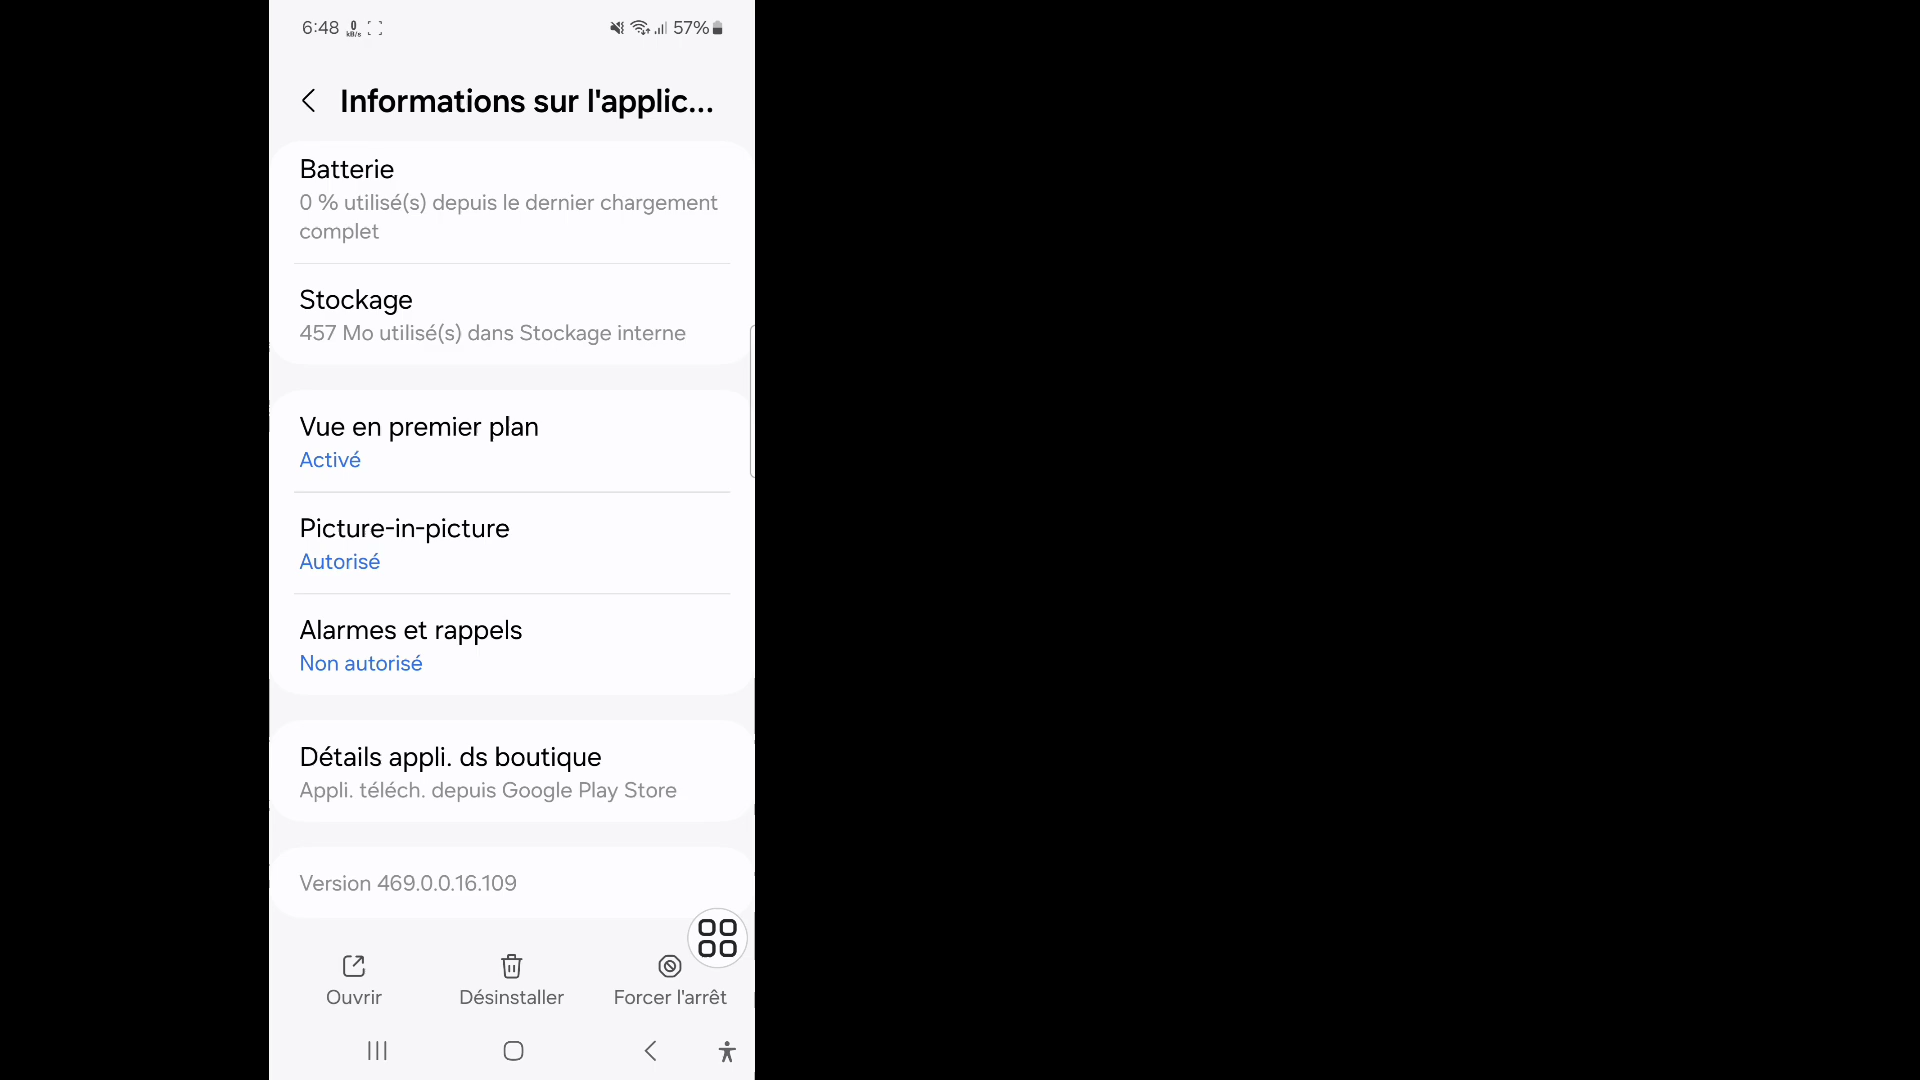 6:48 0 kB/s 57%
Informations sur l'applic...
Batterie
0 % utilisé(s) depuis le dernier chargement
complet
Stockage
457 Mo utilisé(s) dans Stockage interne
Vue en premier plan
Activé
Picture-in-picture
Autorisé
Alarmes et rappels
Non autorisé
Détails appli. ds boutique
Appli. téléch. depuis Google Play Store
Version 469.0.0.16.109
Ouvrir Désinstaller Forcer l'arrêt